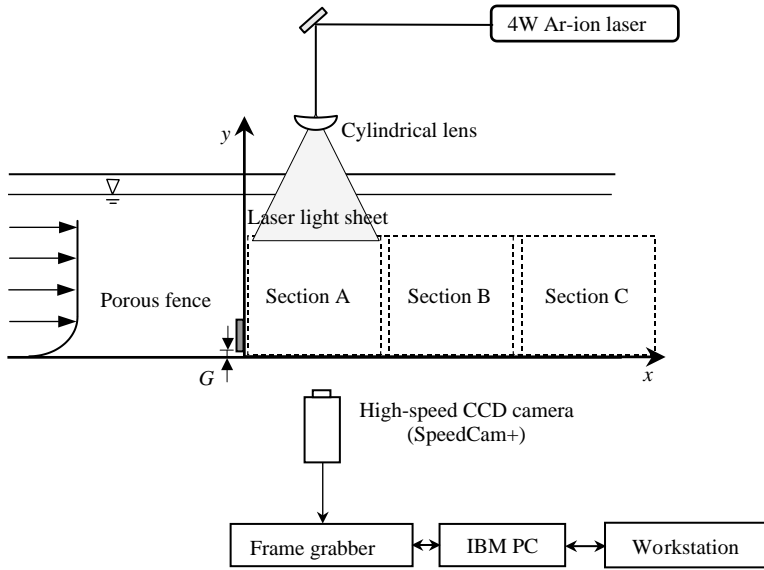 4W Ar-ion laser
y
Cylindrical lens
Laser light sheet
Porous fence
Section A
Section B
Section C
G
x
High-speed CCD camera
(SpeedCam+)
Frame grabber
IBM PC
Workstation